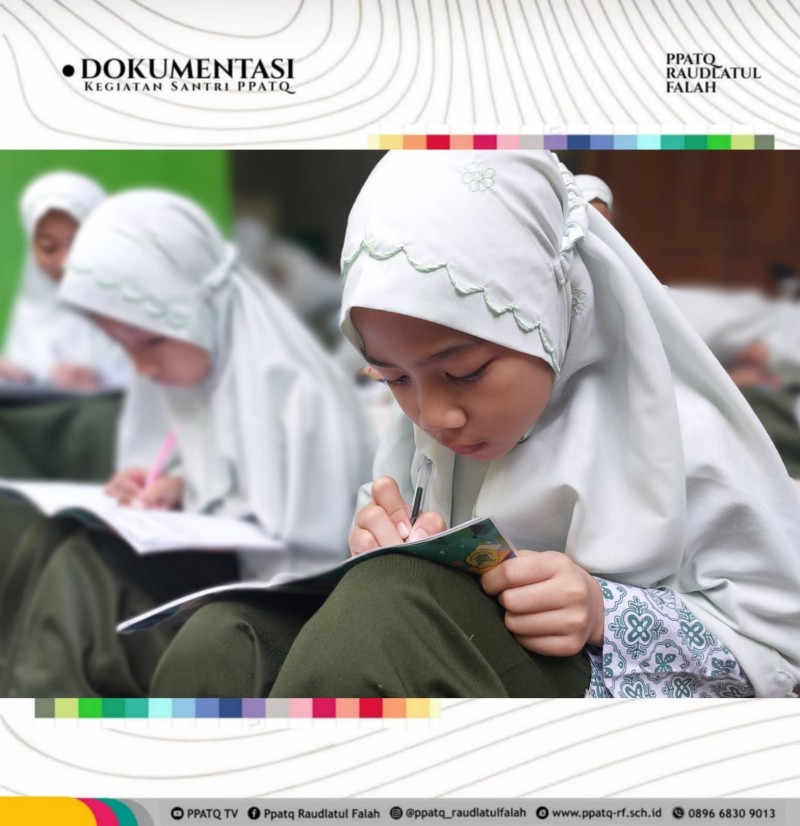 DOKUMENTASI
Kegiatan Santri PPATQ
PPATQ
RAUDLATUL
FALAH
PPATQ TV
Ppatq Raudlatul Falah
@ppatq_raudlatulfalah
www.ppatq-rf.sch.id
0896 6830 9013